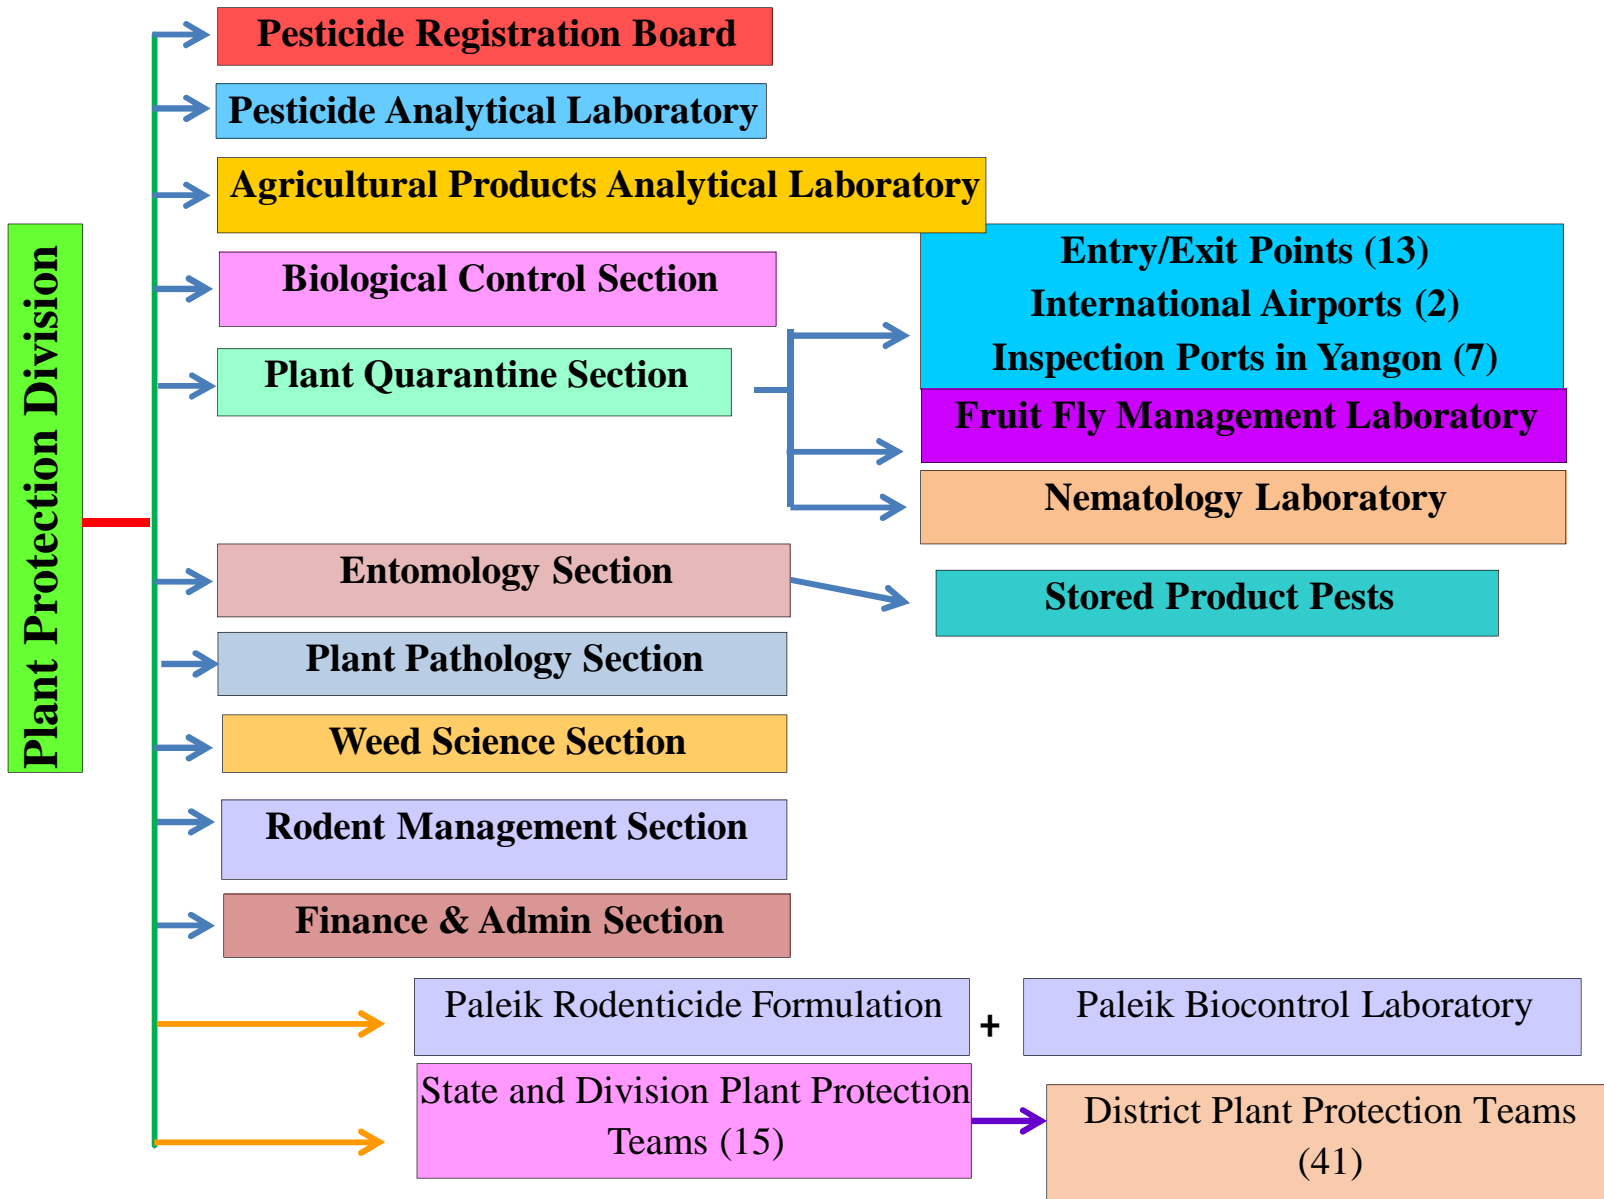 Plant Protection Division
Pesticide Registration Board
Pesticide Analytical Laboratory
Agricultural Products Analytical Laboratory
Biological Control Section
Plant Quarantine Section
Entry/Exit Points (13)
International Airports (2)
Inspection Ports in Yangon (7)
Fruit Fly Management Laboratory
Nematology Laboratory
Entomology Section
Stored Product Pests
Plant Pathology Section
Weed Science Section
Rodent Management Section
Finance & Admin Section
Paleik Rodenticide Formulation
+
Paleik Biocontrol Laboratory
State and Division Plant Protection
Teams (15)
District Plant Protection Teams
(41)